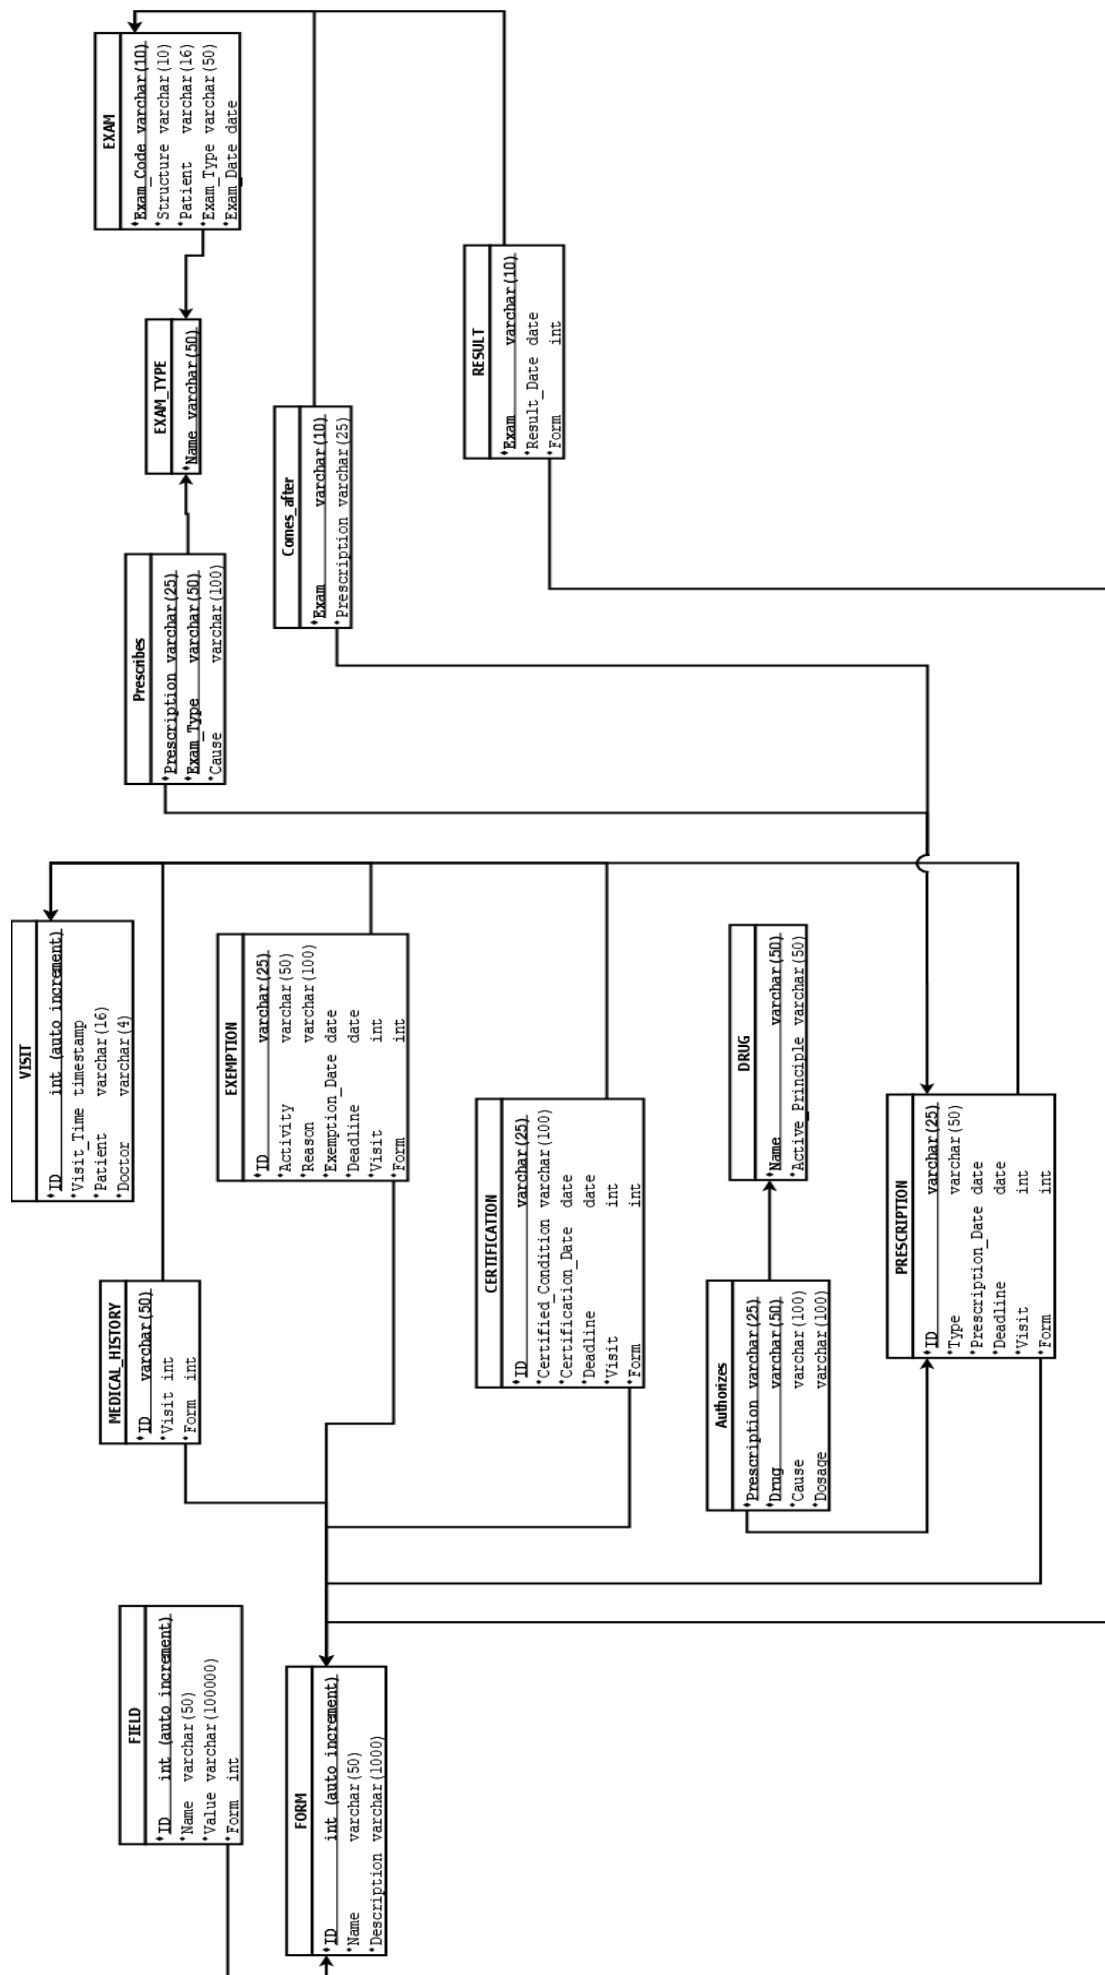 EXAM
*Exam_Code varchar(10)
*Structure varchar(10)
*Patient varchar(16)
*Exam_Type varchar(50)
*Exam_Date date
EXAM_TYPE
*Name varchar(50)
RESULT
*Exam varchar(10)
*Result_Date date
*Form int
Comes_after
*Exam varchar(10)
*Prescription varchar(25)
Prescribes
*Prescription varchar(25)
*Exam_Type varchar(50)
*Cause varchar(100)
VISIT
*ID int (auto increment)
*Visit_Time timestamp
*Patient varchar(16)
*Doctor varchar(4)
EXEMPTION
*ID varchar(25)
*Activity varchar(50)
*Reason varchar(100)
*Exemption_Date date
*Deadline date
*Visit int
*Form int
DRUG
*Name varchar(50)
*Active_Principle varchar(50)
CERTIFICATION
*ID varchar(25)
*Certified_Condition varchar(100)
*Certification_Date date
*Deadline date
*Visit int
*Form int
PRESCRIPTION
*ID varchar(25)
*Type varchar(50)
*Prescription_Date date
*Deadline date
*Visit int
*Form int
MEDICAL_HISTORY
*ID varchar(50)
*Visit int
*Form int
Authorizes
*Prescription varchar(25)
*Drug varchar(50)
*Cause varchar(100)
*Dosage varchar(100)
FIELD
*ID int (auto increment)
*Name varchar(50)
*Value varchar(100000)
*Form int
FORM
*ID int (auto increment)
*Name varchar(50)
*Description varchar(1000)